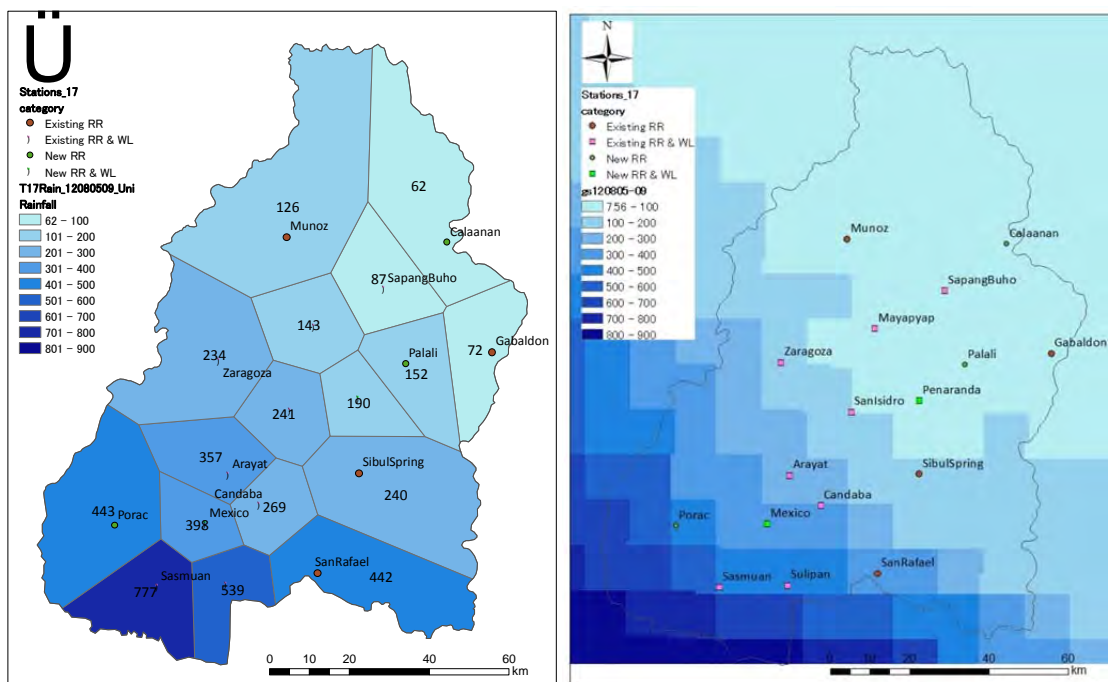 Ü
Stations_17
category
Existing RR
Existing RR & WL
New RR
New RR & WL
T17Rain_12080509_Uni
Rainfall
62 - 100
101 - 200
201 - 300
301 - 400
401 - 500
501 - 600
601 - 700
701 - 800
801 - 900
62
126
Munoz
Calaanan
87
SapangBuho
143
72
Gabaldon
234
Zaragoza
Palali
152
190
241
357
Arayat
SibulSpring
Candaba
240
443
Porac
Mexico
398
269
SanRafael
442
Sasmuan
777
539
0 10 20 40 60
km
N
Stations_17
category
Existing RR
Existing RR & WL
New RR
New RR & WL
gs120805-09
7.56 - 100
100 - 200
200 - 300
300 - 400
400 - 500
500 - 600
600 - 700
700 - 800
800 - 900
Munoz
Calaanan
SapangBuho
Mayapyap
Zaragoza
Gabaldon
Palali
Penaranda
SanIsidro
Arayat
SibulSpring
Candaba
Porac
Mexico
SanRafael
Sasmuan
Sulipan
0 10 20 40 60
km